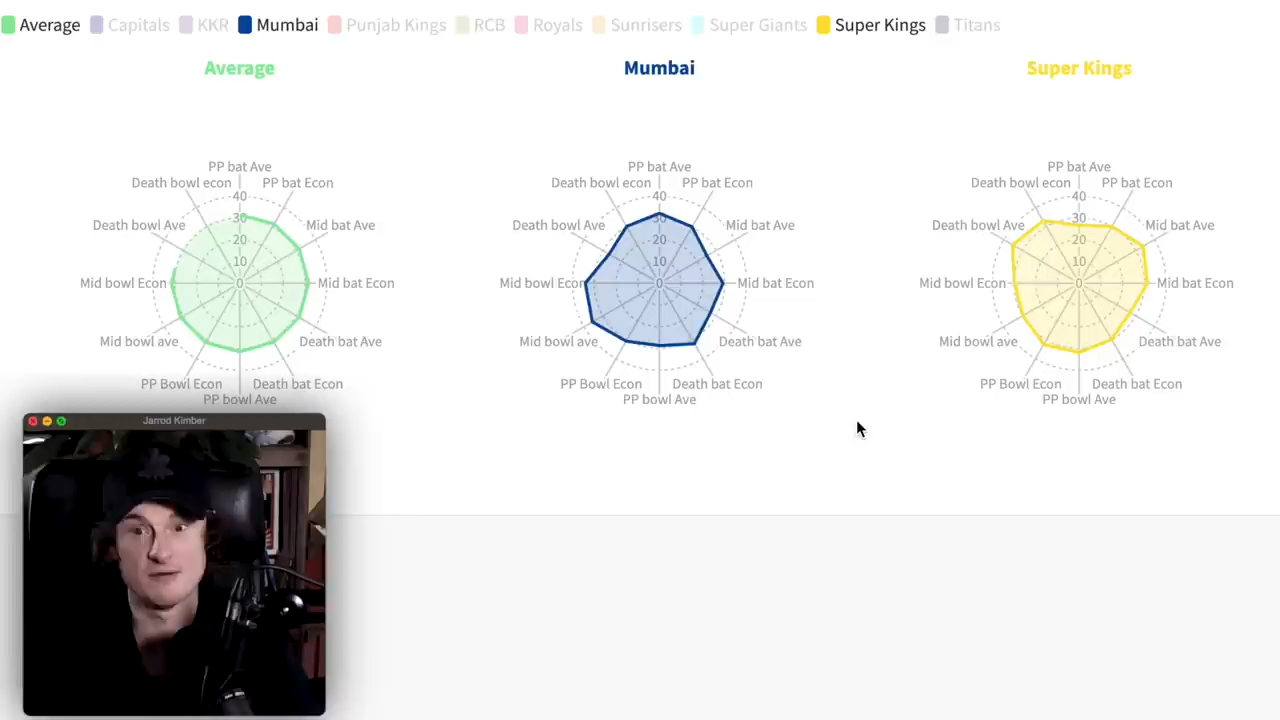 Average Capitals KKR Mumbai Punjab Kings RCB Royals Sunrisers Super Giants Super Kings Titans
Average
PP bat Ave
Death bowl econ PP bat Econ
40
Death bowl Ave 30 Mid bat Ave
20
10
Mid bowl Econ 0 Mid bat Econ
Mid bowl ave Death bat Ave
PP Bowl Econ Death bat Econ
PP bowl Ave
Mumbai
PP bat Ave
Death bowl econ PP bat Econ
40
Death bowl Ave 30 Mid bat Ave
20
10
Mid bowl Econ 0 Mid bat Econ
Mid bowl ave Death bat Ave
PP Bowl Econ Death bat Econ
PP bowl Ave
Super Kings
PP bat Ave
Death bowl econ PP bat Econ
40
Death bowl Ave 30 Mid bat Ave
20
10
Mid bowl Econ 0 Mid bat Econ
Mid bowl ave Death bat Ave
PP Bowl Econ Death bat Econ
PP bowl Ave
Jarrod Kimber